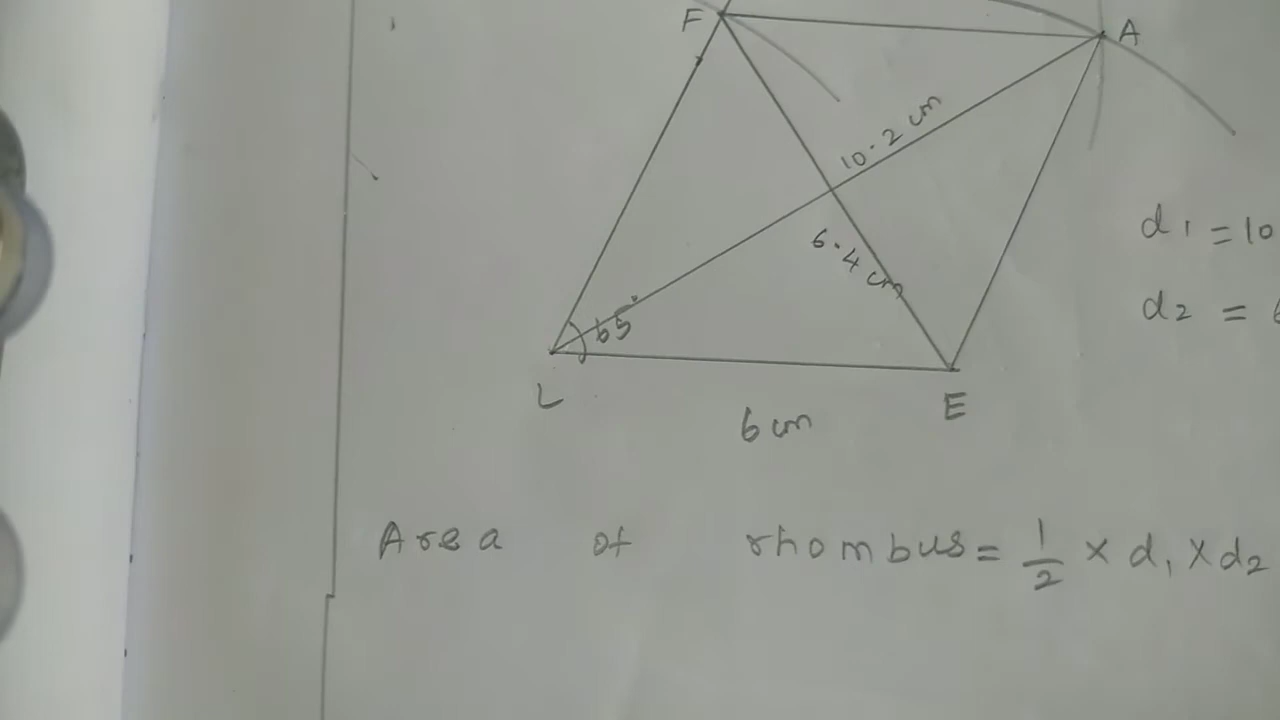 F
A
10.2 cm
d1 = 10
6.4 cm
d2 =
65°
L
E
6 cm
Area of rhombus = 1/2 × d1 × d2